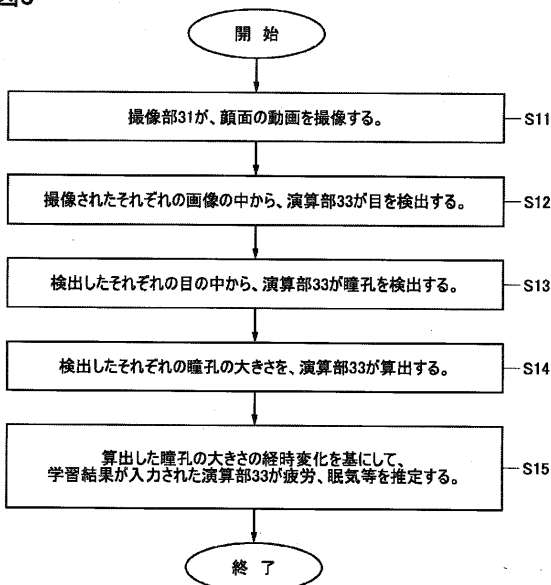 開 始
撮像部31が、顔面の動画を撮像する。
S11
撮像されたそれぞれの画像の中から、演算部33が目を検出する。
S12
検出したそれぞれの目の中から、演算部33が瞳孔を検出する。
S13
検出したそれぞれの瞳孔の大きさを、演算部33が算出する。
S14
算出した瞳孔の大きさの経時変化を基にして、
学習結果が入力された演算部33が疲労、眠気等を推定する。
S15
終 了